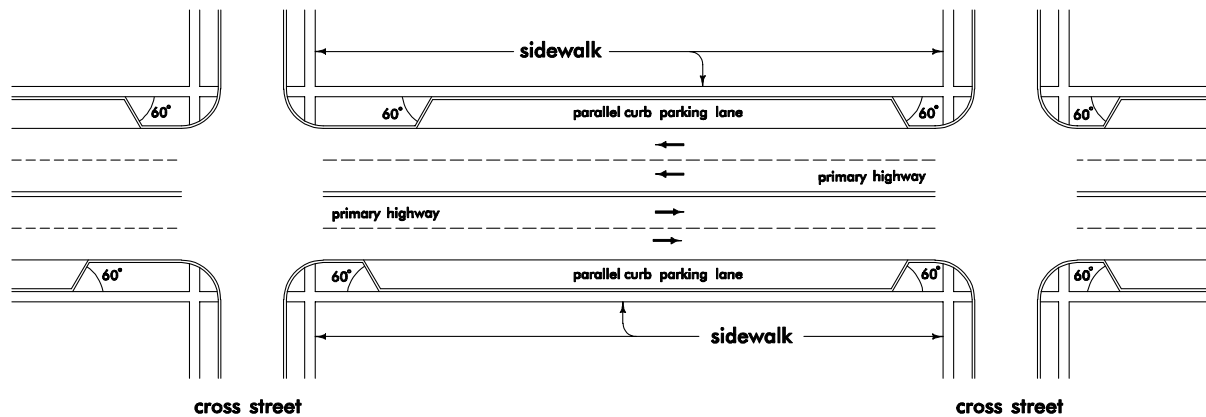 sidewalk
60° 60° 60° 60°
parallel curb parking lane
primary highway
primary highway
parallel curb parking lane
60° 60° 60° 60°
sidewalk
cross street cross street